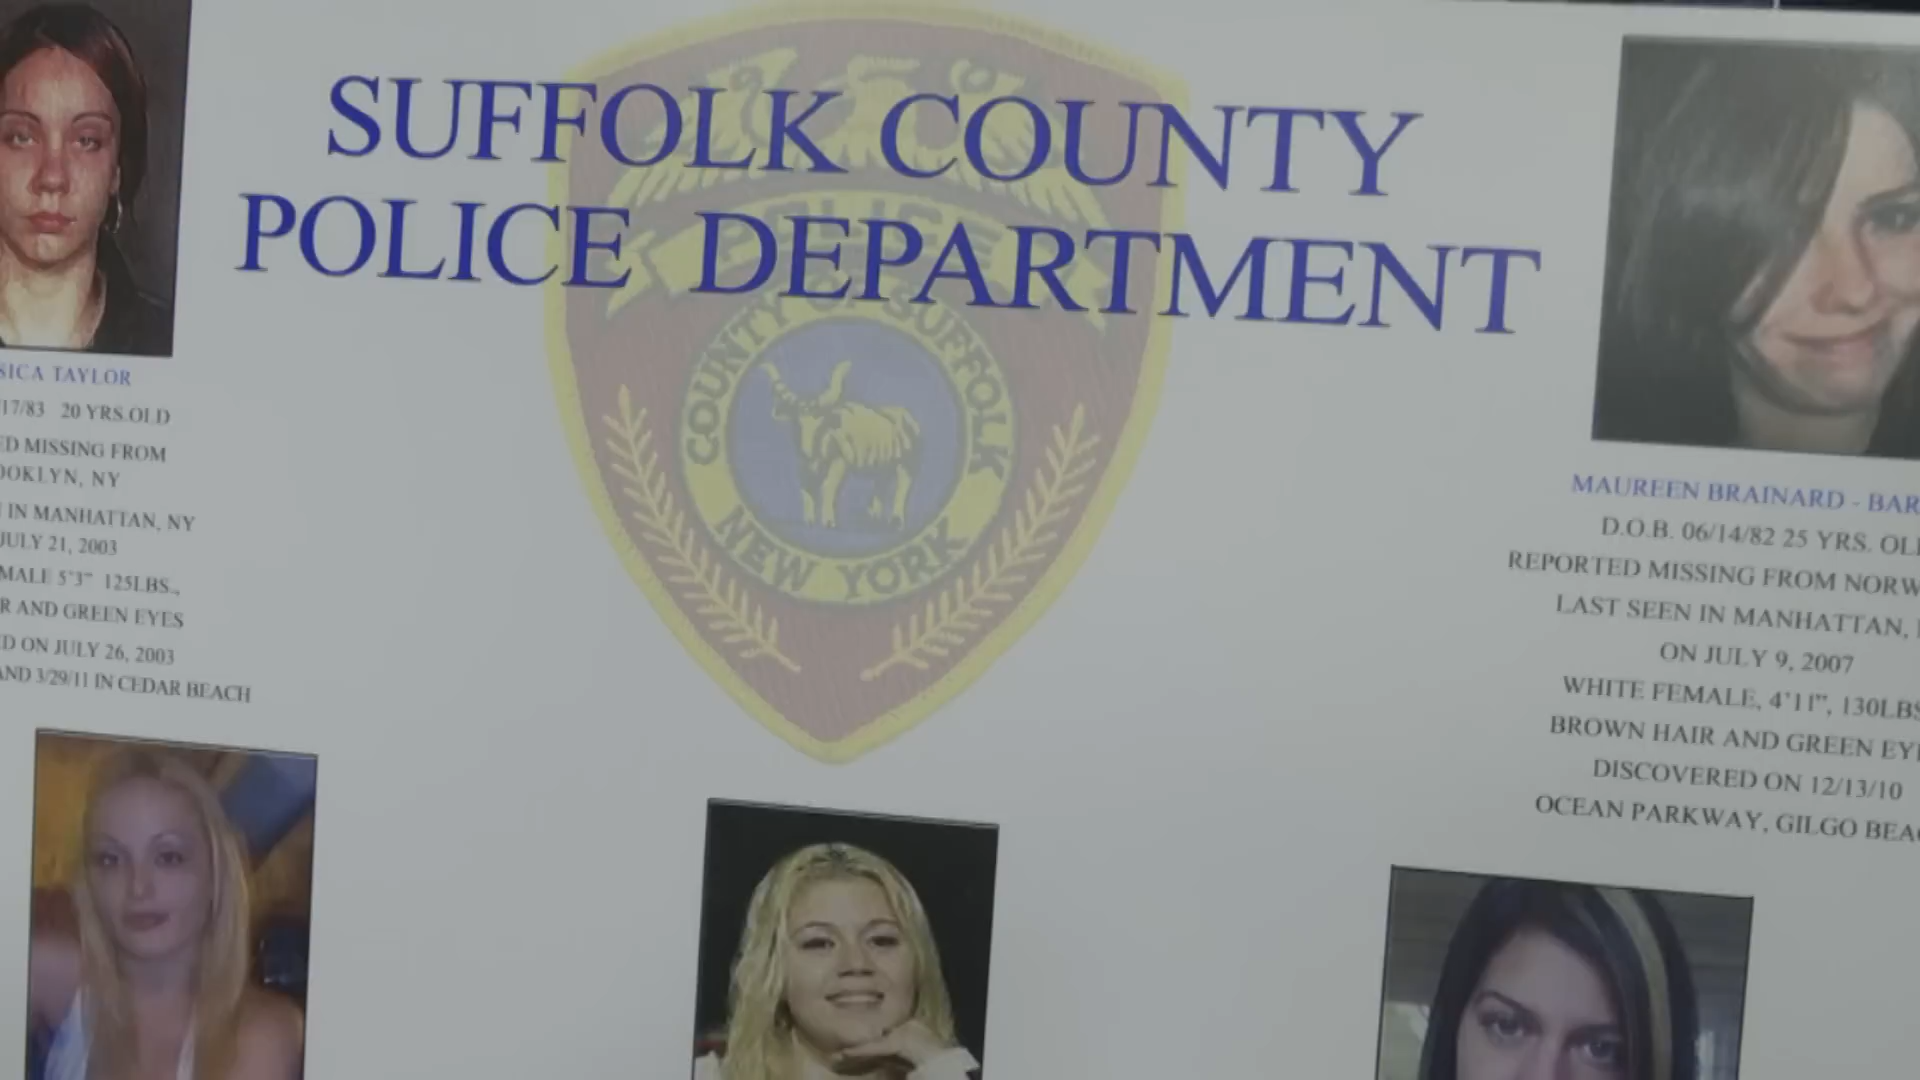 SUFFOLK COUNTY
POLICE DEPARTMENT
POLICE
COUNTY OF SUFFOLK
NEW YORK
SICA TAYLOR
17/83 20 YRS.OLD
ED MISSING FROM
OOKLYN, NY
IN MANHATTAN, NY
JULY 21, 2003
MALE 5'3" 125LBS.,
R AND GREEN EYES
D ON JULY 26, 2003
AND 3/29/11 IN CEDAR BEACH
MAUREEN BRAINARD - BAR
D.O.B. 06/14/82 25 YRS. OL
REPORTED MISSING FROM NORW
LAST SEEN IN MANHATTAN,
ON JULY 9, 2007
WHITE FEMALE, 4'11", 130LBS
BROWN HAIR AND GREEN EY
DISCOVERED ON 12/13/10
OCEAN PARKWAY, GILGO BEA